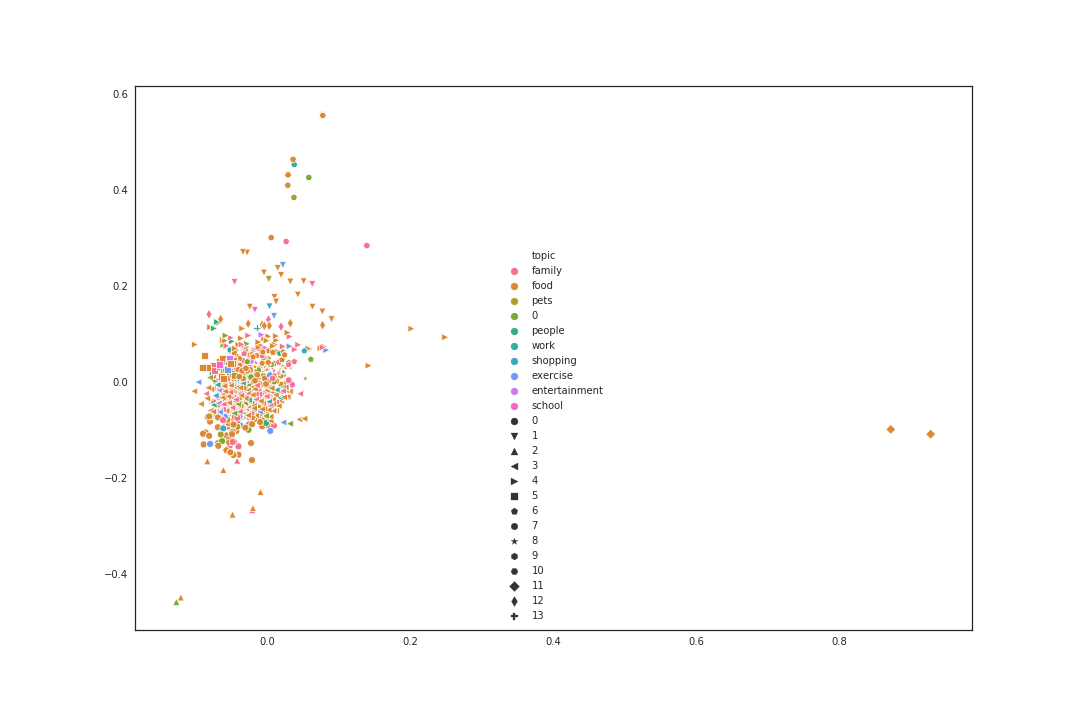 0.6
0.4
0.2
0.0
−0.2
−0.4
0.0 0.2 0.4 0.6 0.8
topic
family
food
pets
0
people
work
shopping
exercise
entertainment
school
0
1
2
3
4
5
6
7
8
9
10
11
12
13